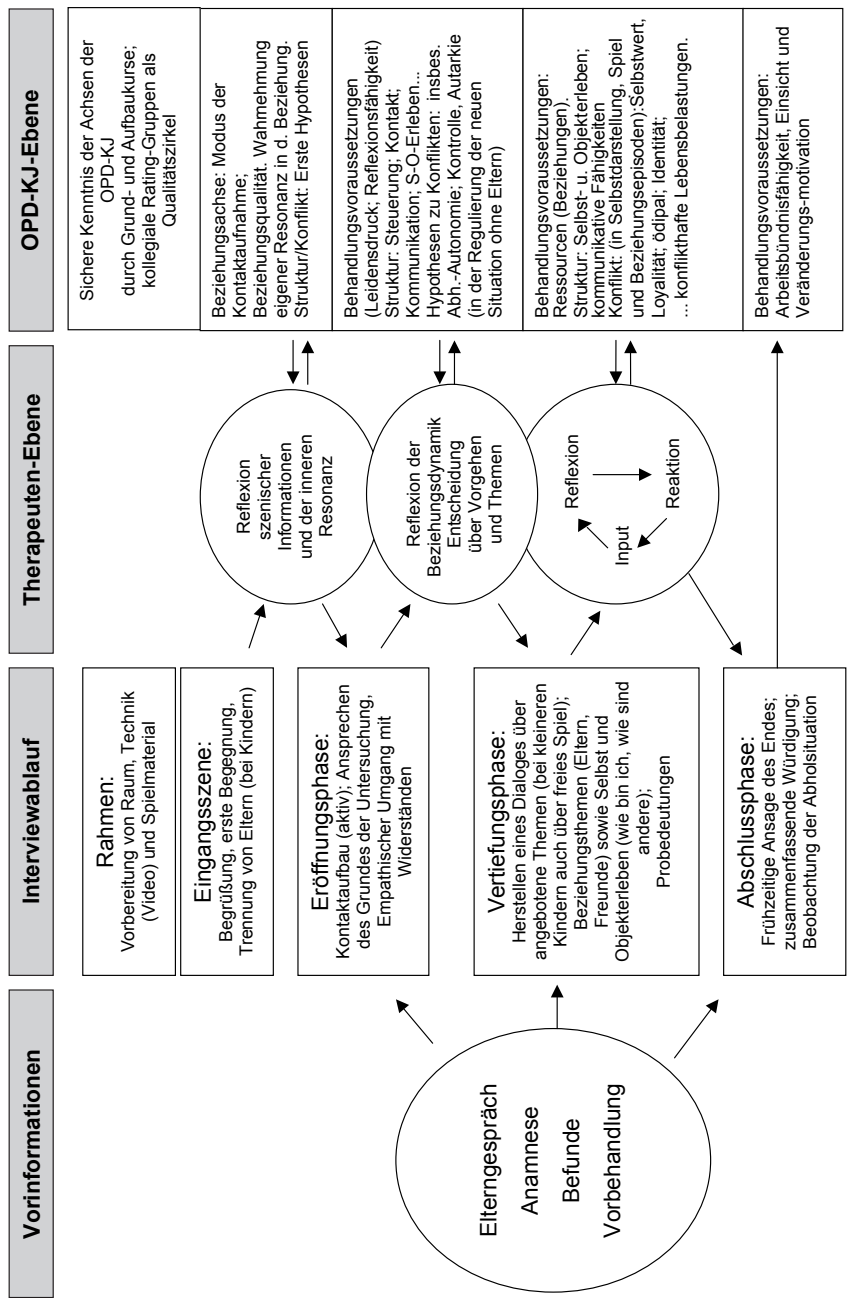 Vorinformationen
Elterngespräch
Anamnese
Befunde
Vorbehandlung
Interviewablauf
Rahmen:
Vorbereitung von Raum, Technik
(Video) und Spielmaterial
Eingangsszene:
Begrüßung, erste Begegnung,
Trennung von Eltern (bei Kindern)
Eröffnungsphase:
Kontaktaufbau (aktiv); Ansprechen
des Grundes der Untersuchung,
Empathischer Umgang mit
Widerständen
Vertiefungsphase:
Herstellen eines Dialoges über
angebotene Themen (bei kleineren
Kindern auch über freies Spiel);
Beziehungsthemen (Eltern,
Freunde) sowie Selbst und
Objekterleben (wie bin ich, wie sind
andere);
Probedeutungen
Abschlussphase:
Frühzeitige Ansage des Endes;
zusammenfassende Würdigung;
Beobachtung der Abholsituation
Therapeuten-Ebene
Reflexion
szenischer
Informationen
und der inneren
Resonanz
Reflexion der
Beziehungsdynamik
Entscheidung
über Vorgehen
und Themen
Reflexion
Input
Reaktion
OPD-KJ-Ebene
Sichere Kenntnis der Achsen der
OPD-KJ
durch Grund- und Aufbaukurse;
kollegiale Rating-Gruppen als
Qualitätszirkel
Beziehungsachse: Modus der
Kontaktaufnahme;
Beziehungsqualität. Wahrnehmung
eigener Resonanz in d. Beziehung.
Struktur/Konflikt: Erste Hypothesen
Behandlungsvoraussetzungen
(Leidensdruck; Reflexionsfähigkeit)
Struktur: Steuerung; Kontakt;
Kommunikation; S-O-Erleben...
Hypothesen zu Konflikten: insbes.
Abh.-Autonomie; Kontrolle, Autarkie
(in der Regulierung der neuen
Situation ohne Eltern)
Behandlungsvoraussetzungen:
Ressourcen (Beziehungen).
Struktur: Selbst- u. Objekterleben;
kommunikative Fähigkeiten
Konflikt: (in Selbstdarstellung, Spiel
und Beziehungsepisoden):Selbstwert,
Loyalität; ödipal; Identität;
... konflikthafte Lebensbelastungen.
Behandlungsvoraussetzungen:
Arbeitsbündnisfähigkeit, Einsicht und
Veränderungs-motivation